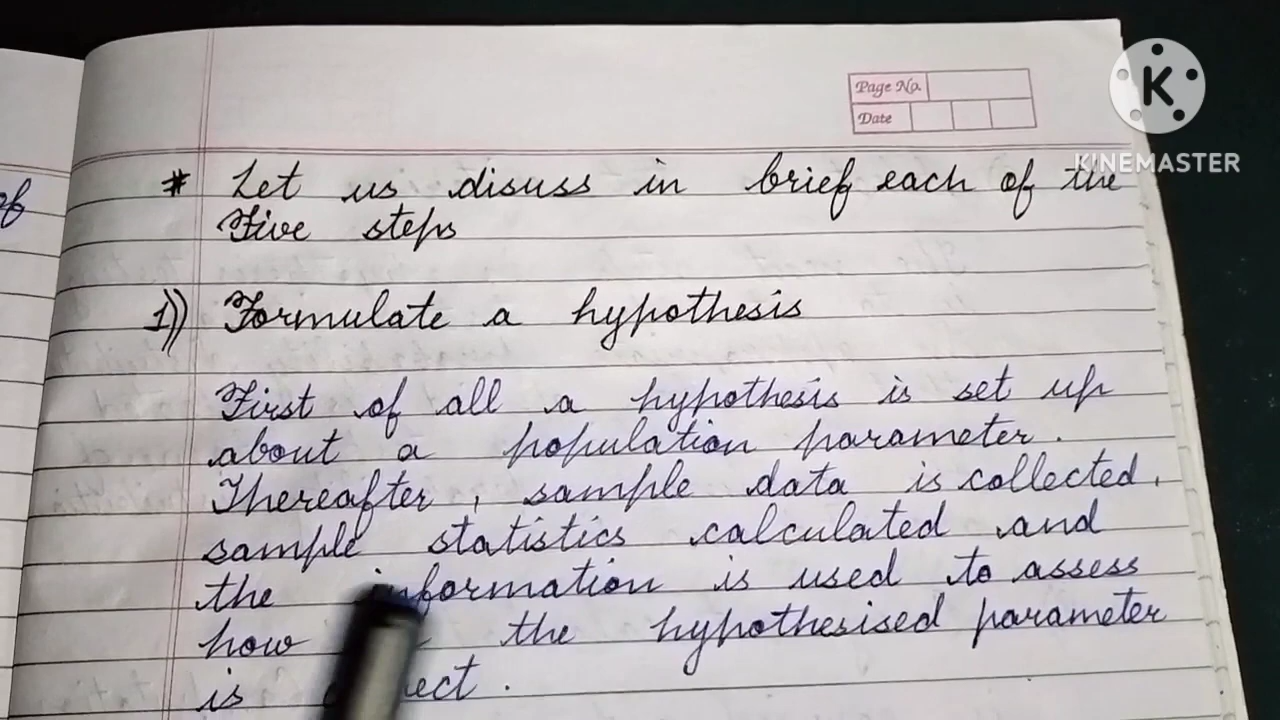 of
Page No.
Date
K
KINEMASTER
# Let us disuss in brief each of the
Five steps
1)) Formulate a hypothesis
First of all a hypothesis is set up
about a population parameter.
Thereafter, sample data is collected,
sample statistics calculated and
the information is used to assess
how the hypothesised parameter
is